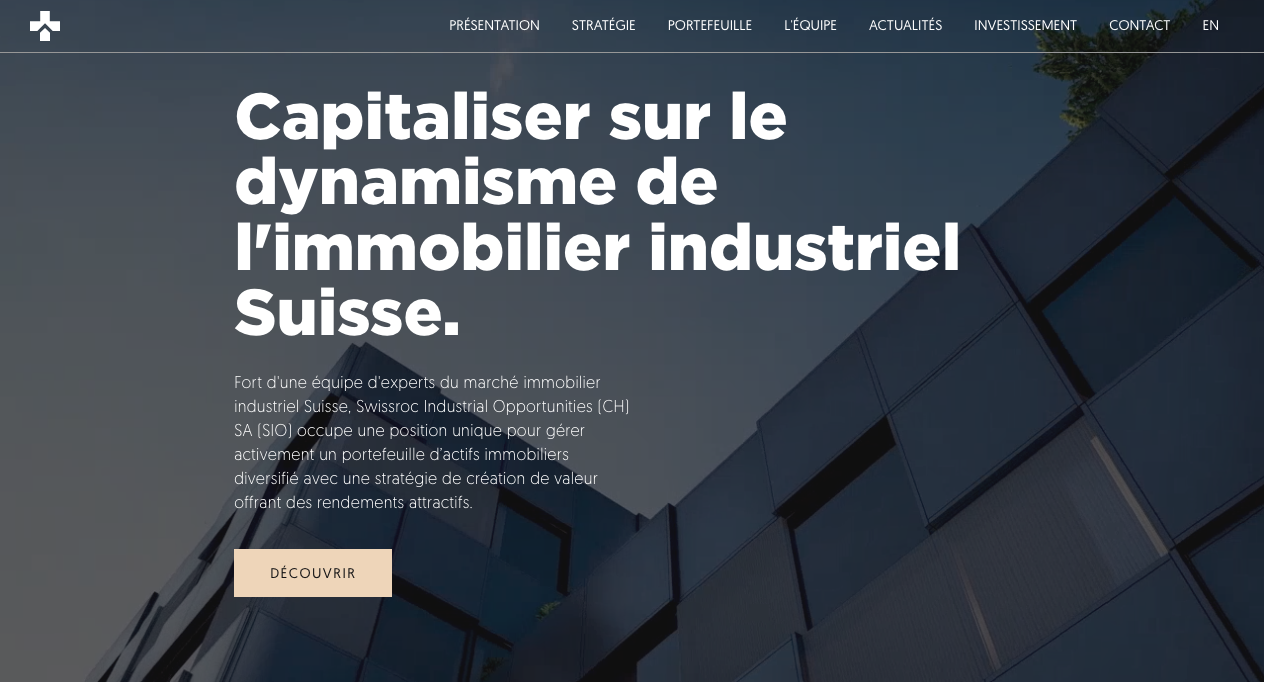 PRÉSENTATION STRATÉGIE PORTEFEUILLE L'ÉQUIPE ACTUALITÉS INVESTISSEMENT CONTACT EN
Capitaliser sur le
dynamisme de
l'immobilier industriel
Suisse.
Fort d'une équipe d'experts du marché immobilier
industriel Suisse, Swissroc Industrial Opportunities (CH)
SA (SIO) occupe une position unique pour gérer
activement un portefeuille d'actifs immobiliers
diversifié avec une stratégie de création de valeur
offrant des rendements attractifs.
DÉCOUVRIR